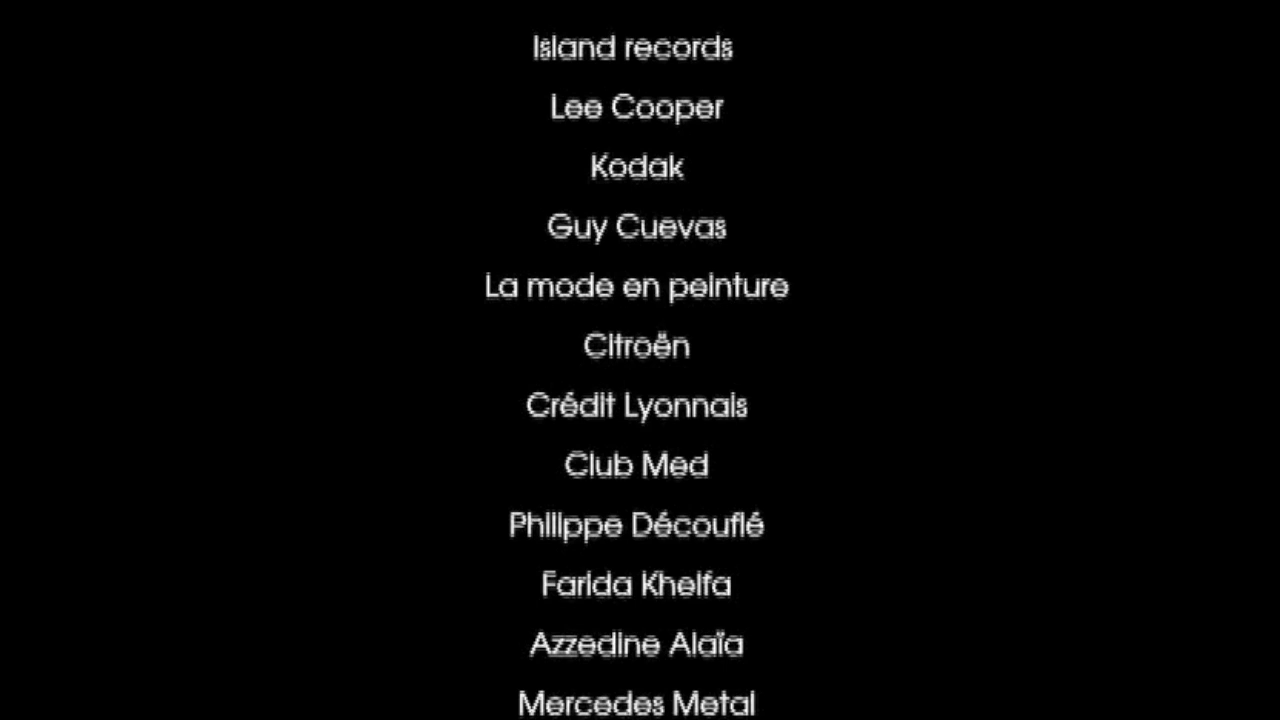 Island records
Lee Cooper
Kodak
Guy Cuevas
La mode en peinture
Citroën
Crédit Lyonnais
Club Med
Philippe Découflé
Farida Khelfa
Azzedine Alaïa
Mercedes Metal